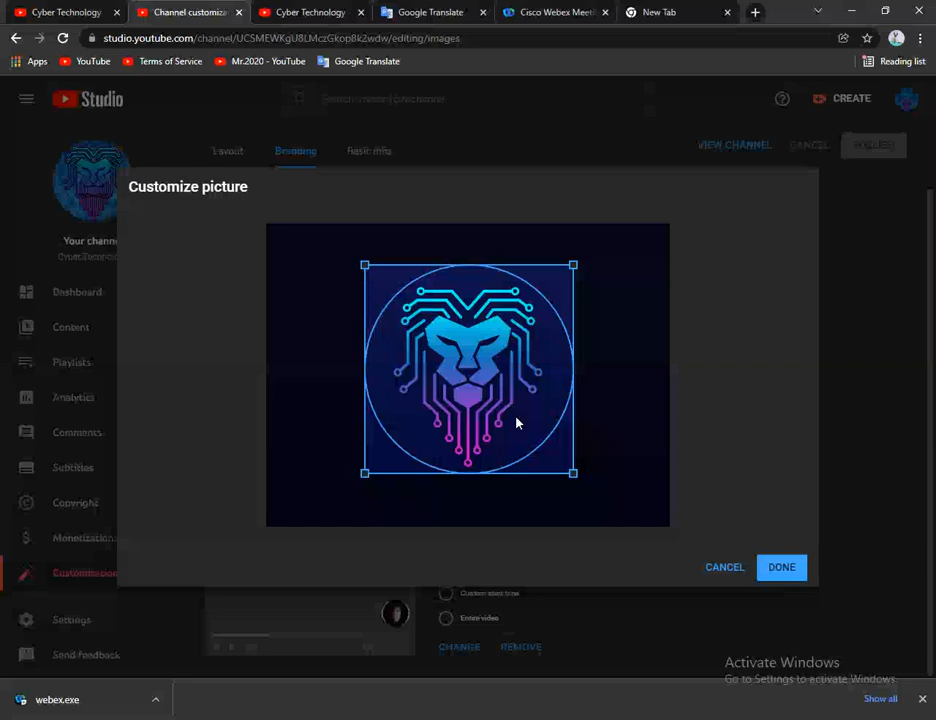 Cyber Technology
Channel customiza
Cyber Technology
Google Translate
Cisco Webex Meeti
New Tab
studio.youtube.com/channel/UCSMEWKgU8LMczGkop8k2wdw/editing/images
Apps
YouTube
Terms of Service
Mr.2020 - YouTube
Google Translate
Reading list
Studio
CREATE
Layout
Branding
Basic info
VIEW CHANNEL
CANCEL
PUBLISH
Customize picture
Your chann
Dashboard
Content
Playlists
Analytics
Comments
Subtitles
Copyright
Monetization
Customization
Settings
Send feedback
CANCEL
DONE
Custom start time
Entire video
CHANGE
REMOVE
Activate Windows
Go to Settings to activate Windows.
webex.exe
Show all